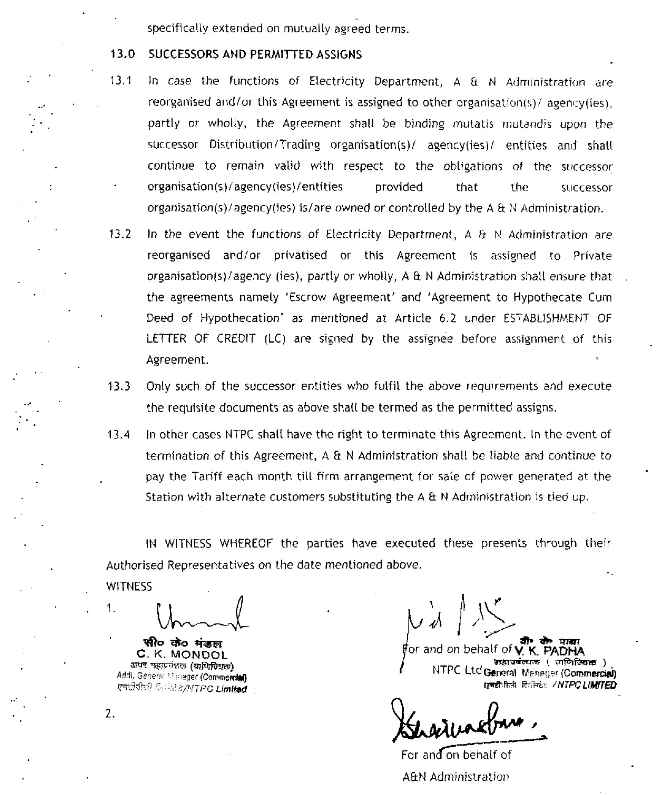 specifically extended on mutually agreed terms.
13.0 SUCCESSORS AND PERMITTED ASSIGNS
13.1 In case the functions of Electricity Department, A & N Administration are
reorganised and/or this Agreement is assigned to other organisation(s)/ agency(ies),
partly or wholly, the Agreement shall be binding mutatis mutandis upon the
successor Distribution/Trading organisation(s)/ agency(ies)/ entities and shall
continue to remain valid with respect to the obligations of the successor
organisation(s)/agency(ies)/entities provided that the successor
organisation(s)/agency(ies) is/are owned or controlled by the A & N Administration.
13.2 In the event the functions of Electricity Department, A & N Administration are
reorganised and/or privatised or this Agreement is assigned to Private
organisation(s)/agency (ies), partly or wholly, A & N Administration shall ensure that
the agreements namely 'Escrow Agreement' and 'Agreement to Hypothecate Cum
Deed of Hypothecation' as mentioned at Article 6.2 under ESTABLISHMENT OF
LETTER OF CREDIT (LC) are signed by the assignee before assignment of this
Agreement.
13.3 Only such of the successor entities who fulfil the above requirements and execute
the requisite documents as above shall be termed as the permitted assigns.
13.4 In other cases NTPC shall have the right to terminate this Agreement. In the event of
termination of this Agreement, A & N Administration shall be liable and continue to
pay the Tariff each month till firm arrangement for sale of power generated at the
Station with alternate customers substituting the A & N Administration is tied up.
IN WITNESS WHEREOF the parties have executed these presents through their
Authorised Representatives on the date mentioned above.
WITNESS
1.
सी० के० मंडल
C. K. MONDOL
अपर महाप्रबंधक (वाणिज्यिक)
Addl. General Manager (Commercial)
एनटीपीसी /NTPC Limited
वी० के० पाढा
For and on behalf of V. K. PADHA
महाप्रबंधक ( वाणिज्यिक )
NTPC Ltd General Manager (Commercial)
एनटीपीसी लिमिटेड /NTPC LIMITED
2.
For and on behalf of
A&N Administration